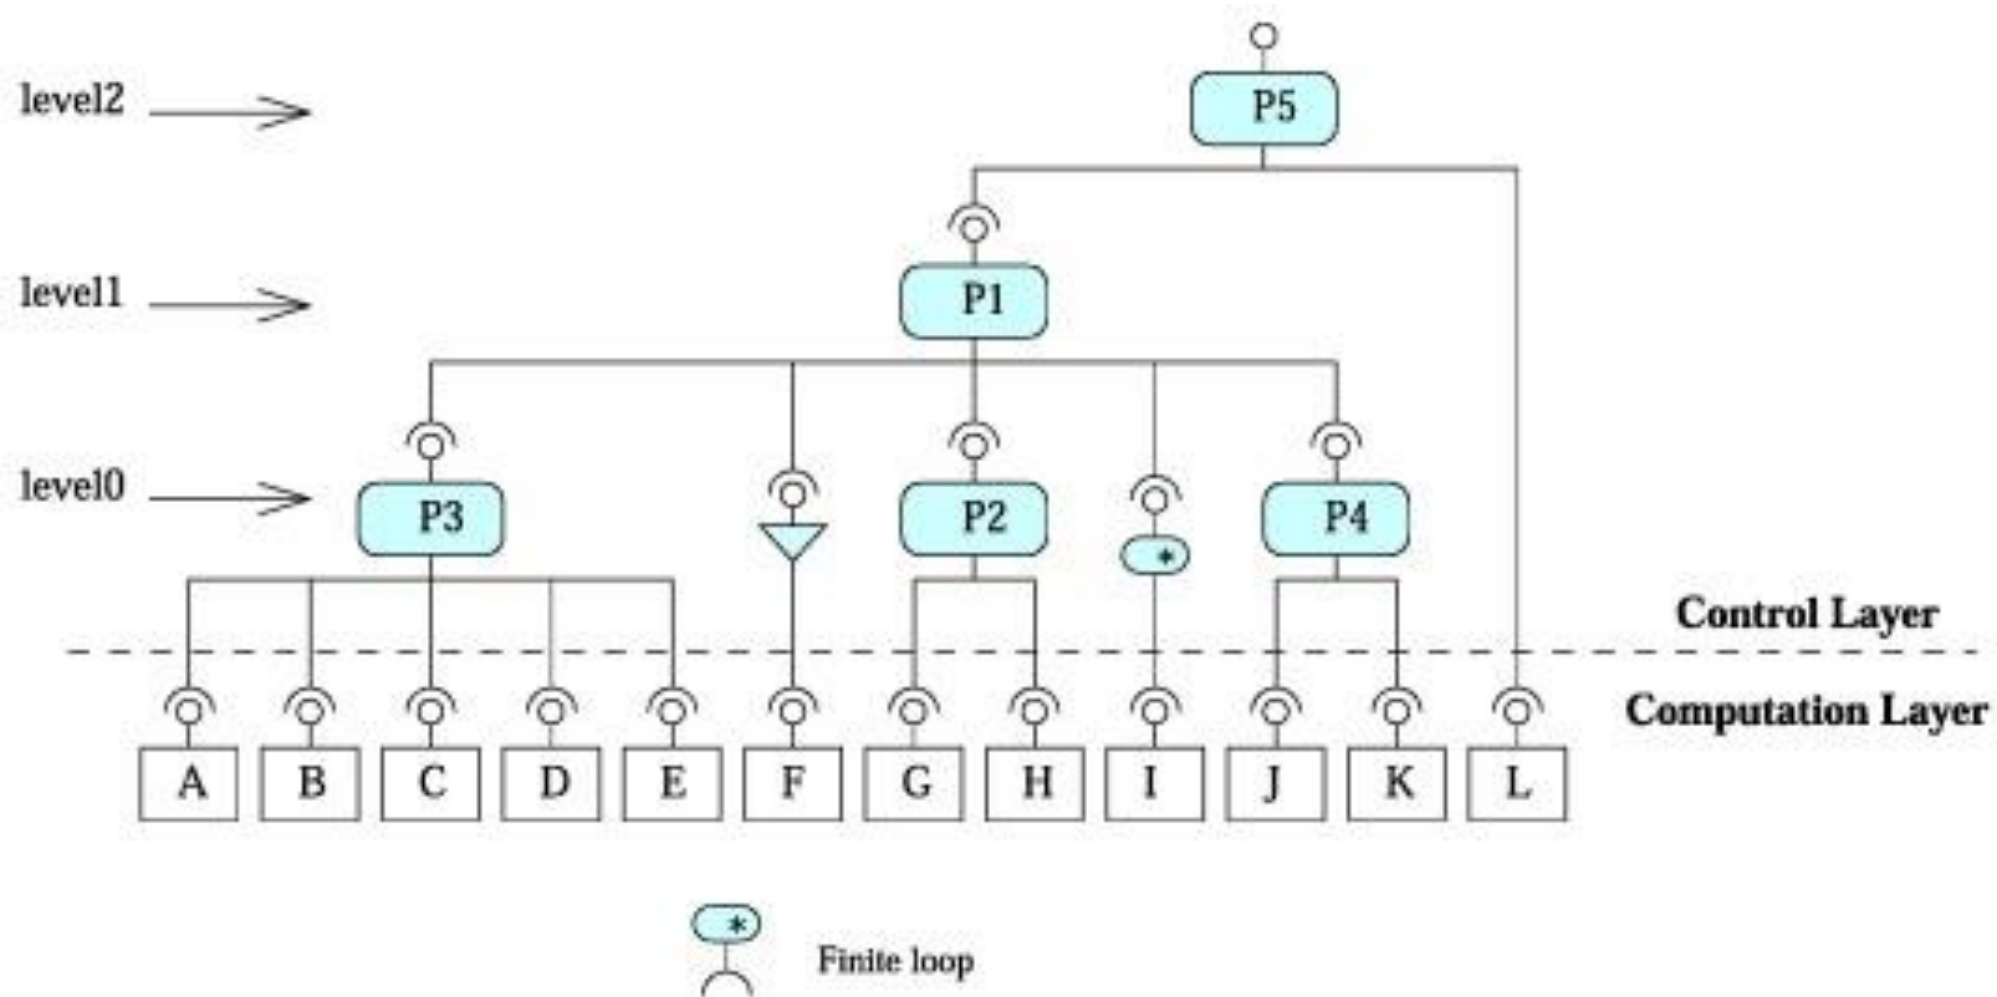 level2
P5
level1
P1
level0
P3
P2
*
P4
Control Layer
Computation Layer
A B C D E F G H I J K L
*
Finite loop